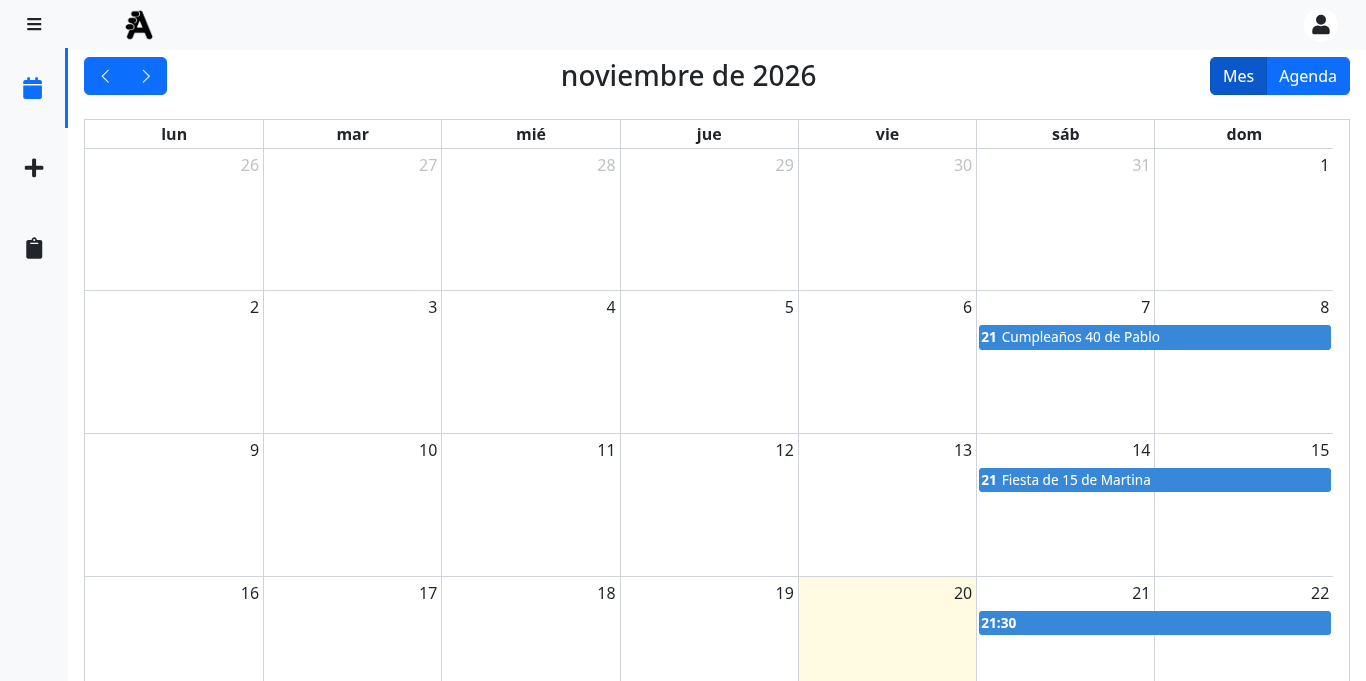 noviembre de 2026
Mes Agenda
lun mar mié jue vie sáb dom
26 27 28 29 30 31 1
2 3 4 5 6 7 8
21 Cumpleaños 40 de Pablo
9 10 11 12 13 14 15
21 Fiesta de 15 de Martina
16 17 18 19 20 21 22
21:30